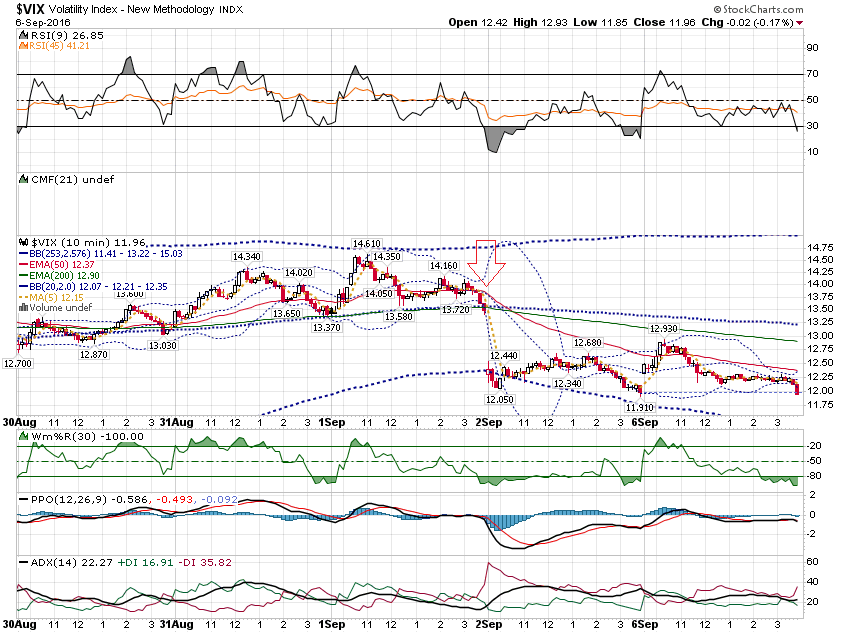 $VIX Volatility Index - New Methodology INDX
© StockCharts.com
6-Sep-2016
Open 12.42 High 12.93 Low 11.85 Close 11.96 Chg -0.02 (-0.17%)
RSI(9) 26.85
RSI(45) 41.21
90
70
50
30
10
CMF(21) undef
$VIX (10 min) 11.96
BB(253,2.576) 11.41 - 13.22 - 15.03
EMA(50) 12.37
EMA(200) 12.90
BB(20,2.0) 12.07 - 12.21 - 12.35
MA(5) 12.15
Volume undef
14.75
14.50
14.25
14.00
13.75
13.50
13.25
13.00
12.75
12.50
12.25
12.00
11.75
12.700
13.600
12.870
13.030
14.340
13.650
14.020
13.370
14.610
14.350
14.050
13.580
14.160
13.720
12.440
12.050
12.340
12.680
11.910
12.930
30Aug 11 12 1 2 3 31Aug 11 12 1 2 3 1Sep 11 12 1 2 3 2Sep 11 12 1 2 3 6Sep 11 12 1 2 3
Wm%R(30) -100.00
-20
-50
-80
PPO(12,26,9) -0.586, -0.493, -0.092
2
0
-2
ADX(14) 22.27 +DI 16.91 -DI 35.82
60
40
20
30Aug 11 12 1 2 3 31Aug 11 12 1 2 3 1Sep 11 12 1 2 3 2Sep 11 12 1 2 3 6Sep 11 12 1 2 3